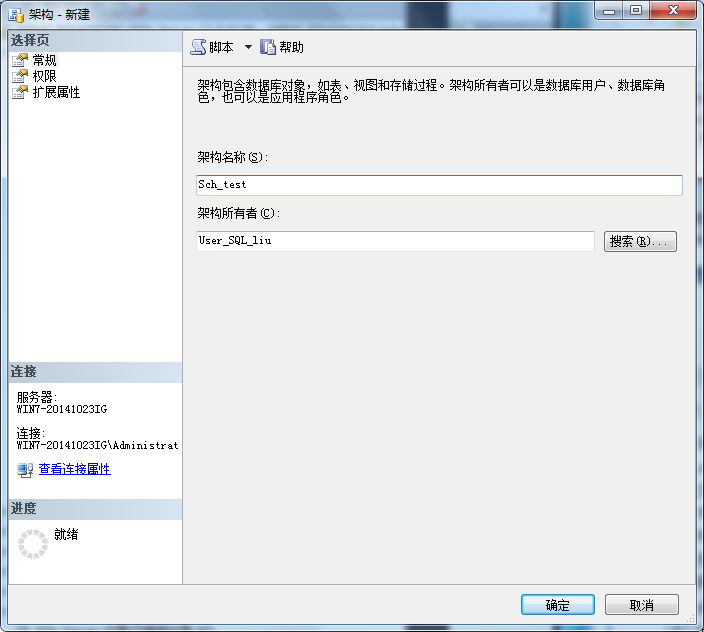 架构 - 新建
选择页
常规
权限
扩展属性
脚本
帮助
架构包含数据库对象，如表、视图和存储过程。架构所有者可以是数据库用户、数据库角
色，也可以是应用程序角色。
架构名称(S):
Sch_test
架构所有者(C):
User_SQL_liu
搜索(R)...
连接
服务器:
WIN7-20141023IG
连接:
WIN7-20141023IG\Administrat
查看连接属性
进度
就绪
确定
取消